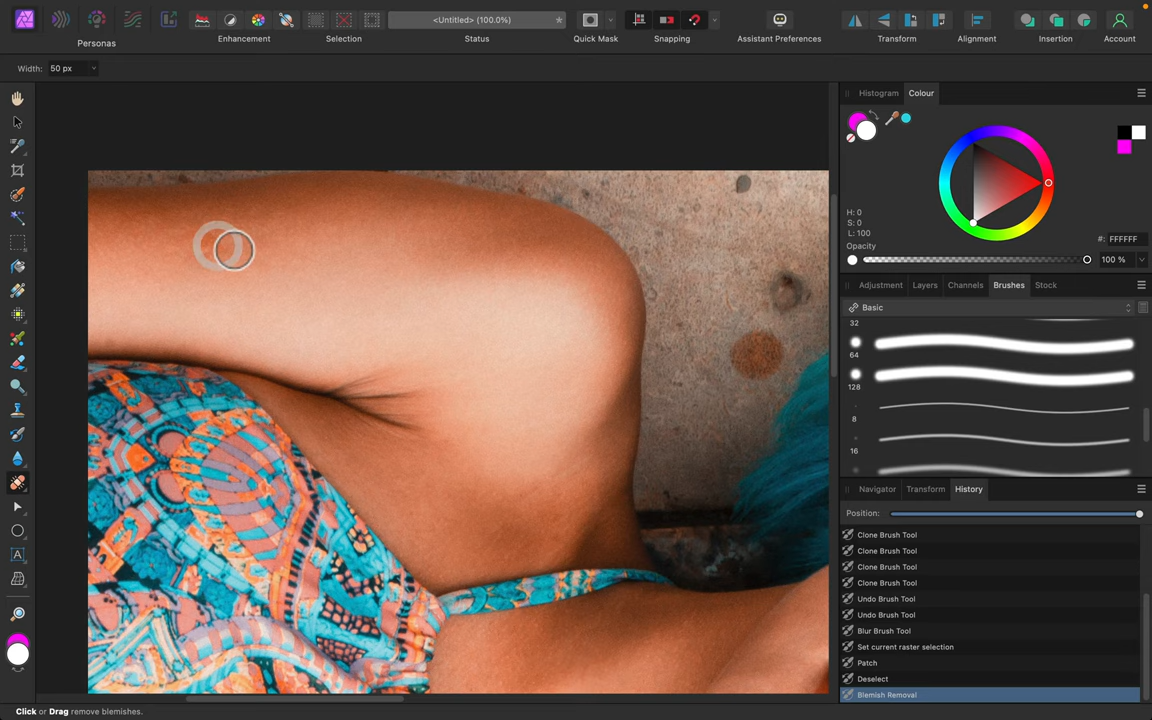 <Untitled> (100.0%)
Personas
Enhancement
Selection
Status
Quick Mask
Snapping
Assistant Preferences
Transform
Alignment
Insertion
Account
Width: 50 px
Histogram
Colour
H: 0
S: 0
L: 100
#: FFFFFF
Opacity
100 %
Adjustment
Layers
Channels
Brushes
Stock
Basic
32
64
128
8
16
Navigator
Transform
History
Position:
Clone Brush Tool
Clone Brush Tool
Clone Brush Tool
Clone Brush Tool
Undo Brush Tool
Undo Brush Tool
Blur Brush Tool
Set current raster selection
Patch
Deselect
Blemish Removal
Click or Drag remove blemishes.